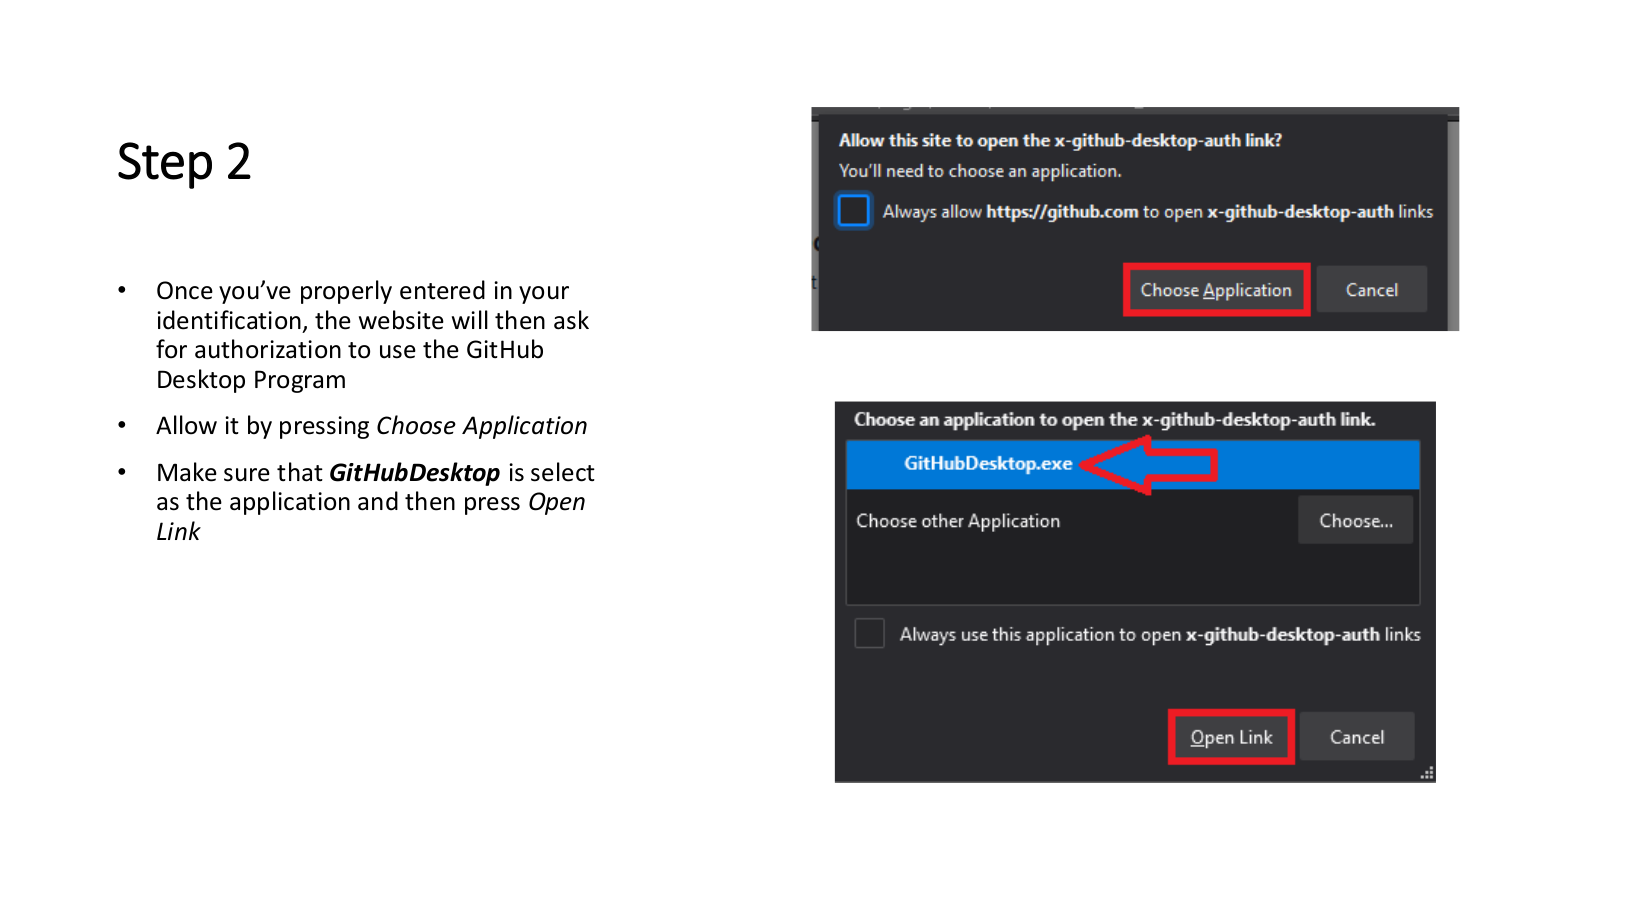 Step 2
• Once you’ve properly entered in your
identification, the website will then ask
for authorization to use the GitHub
Desktop Program
• Allow it by pressing Choose Application
• Make sure that GitHubDesktop is select
as the application and then press Open
Link
Allow this site to open the x-github-desktop-auth link?
You’ll need to choose an application.
Always allow https://github.com to open x-github-desktop-auth links
Choose Application
Cancel
Choose an application to open the x-github-desktop-auth link.
GitHubDesktop.exe
Choose other Application
Choose...
Always use this application to open x-github-desktop-auth links
Open Link
Cancel